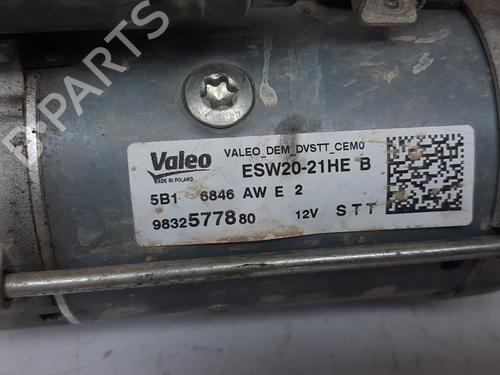 B-PARTS
Valeo
MADE IN POLAND
VALEO_DEM_DVSTT_CEM0
ESW20-21HE B
5B1 6846 AW E 2
9832577880 12V STT